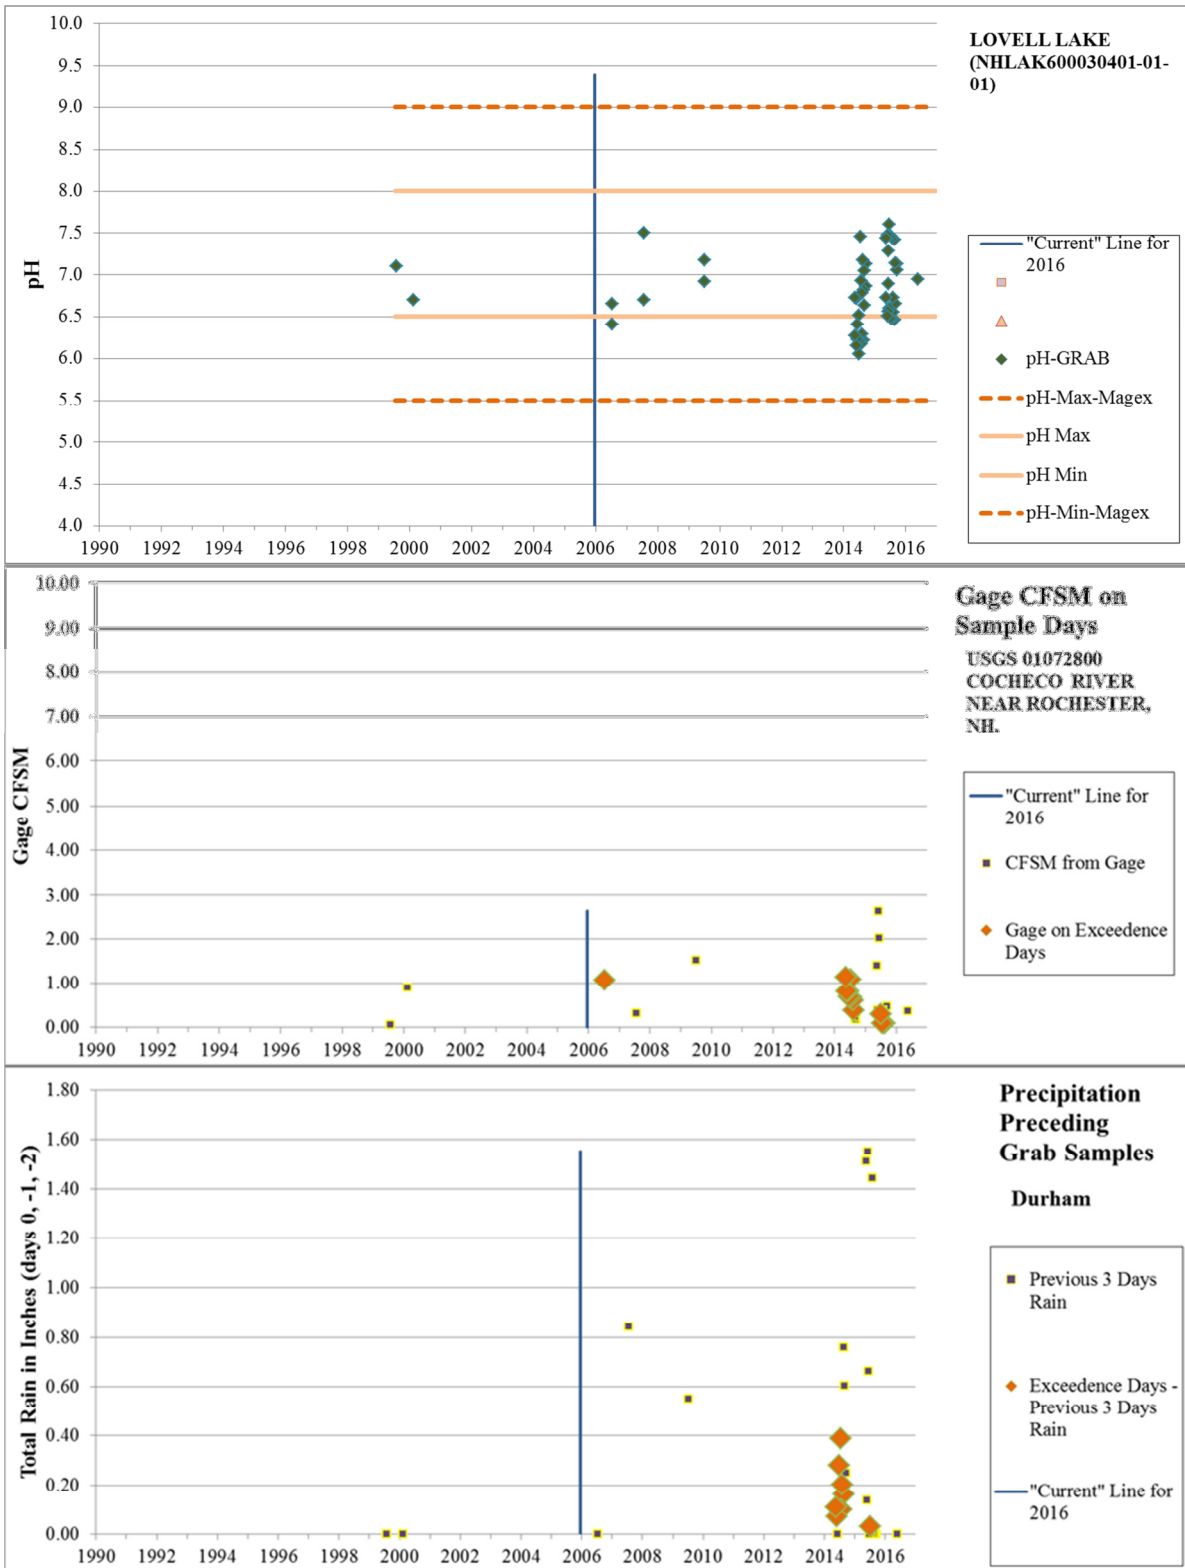 LOVELL LAKE
(NHLAK600030401-01-
01)
pH
10.0
9.5
9.0
8.5
8.0
7.5
7.0
6.5
6.0
5.5
5.0
4.5
4.0
1990 1992 1994 1996 1998 2000 2002 2004 2006 2008 2010 2012 2014 2016
"Current" Line for
2016
pH-GRAB
pH-Max-Magex
pH Max
pH Min
pH-Min-Magex
Gage CFSM on
Sample Days
USGS 01072800
COCHECO RIVER
NEAR ROCHESTER,
NH.
Gage CFSM
10.00
9.00
8.00
7.00
6.00
5.00
4.00
3.00
2.00
1.00
0.00
1990 1992 1994 1996 1998 2000 2002 2004 2006 2008 2010 2012 2014 2016
"Current" Line for
2016
CFSM from Gage
Gage on Exceedence
Days
Precipitation
Preceding
Grab Samples
Durham
Total Rain in Inches (days 0, -1, -2)
1.80
1.60
1.40
1.20
1.00
0.80
0.60
0.40
0.20
0.00
1990 1992 1994 1996 1998 2000 2002 2004 2006 2008 2010 2012 2014 2016
Previous 3 Days
Rain
Exceedence Days -
Previous 3 Days
Rain
"Current" Line for
2016